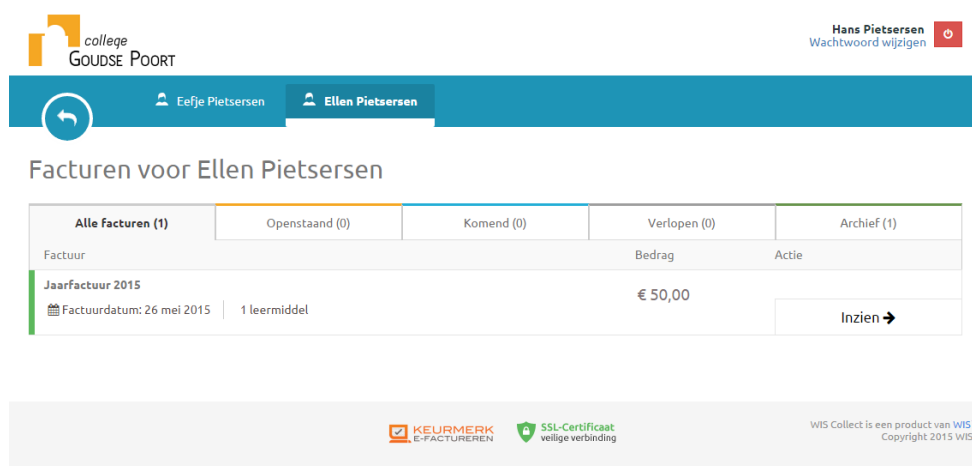 college
GOUDSE POORT
Hans Pietsersen
Wachtwoord wijzigen
Eefje Pietsersen
Ellen Pietsersen
Facturen voor Ellen Pietsersen
Alle facturen (1)
Openstaand (0)
Komend (0)
Verlopen (0)
Archief (1)
Factuur
Bedrag
Actie
Jaarfactuur 2015
€ 50,00
Factuurdatum: 26 mei 2015
1 leermiddel
Inzien
KEURMERK
E-FACTUREREN
SSL-Certificaat
veilige verbinding
WIS Collect is een product van WIS
Copyright 2015 WIS